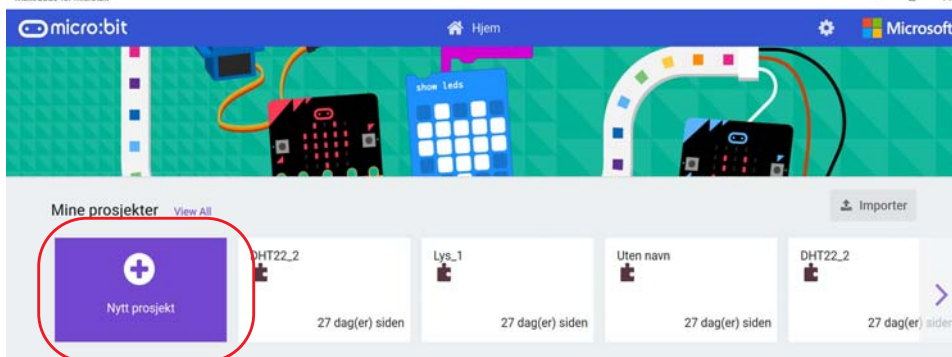 micro:bit
Hjem
Microsoft
show leds
Mine prosjekter View All
Importer
Nytt prosjekt
DHT22_2
27 dag(er) siden
Lys_1
27 dag(er) siden
Uten navn
27 dag(er) siden
DHT22_2
27 dag(er) siden